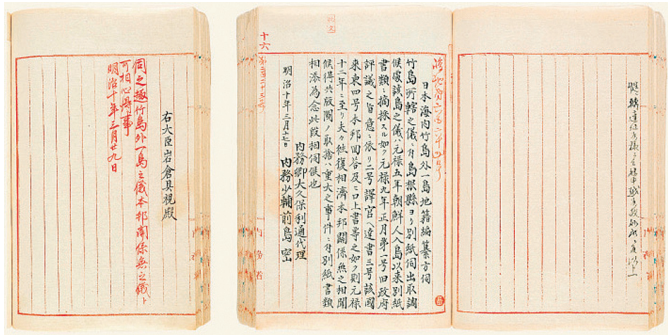 日本海内竹島外一島地籍編纂方伺
竹島所轄之儀ニ付島根縣ヨリ別紙伺出取調
候處該島之儀ハ元禄五年朝鮮人入島以来別紙
書類ニ摘採スル如ク元禄九年正月第一号旧政府
評議之旨意ニ依リ二号譯官ヘ達書三号該國
来柬四号本邦回答及ヒ口上書等之如ク則元禄
十二年ニ至リ夫々往復相濟本邦関係無之相聞
候得共版圖ノ取捨ハ重大之事件ニ付別紙書類
相添為念此段相伺候也
内務卿大久保利通代理
明治十年三月十七日 内務少輔前島密
十六
右大臣岩倉具視殿
伺之趣竹島外一島之儀本邦関係無之儀ト
可相心得事
明治十年三月廿九日